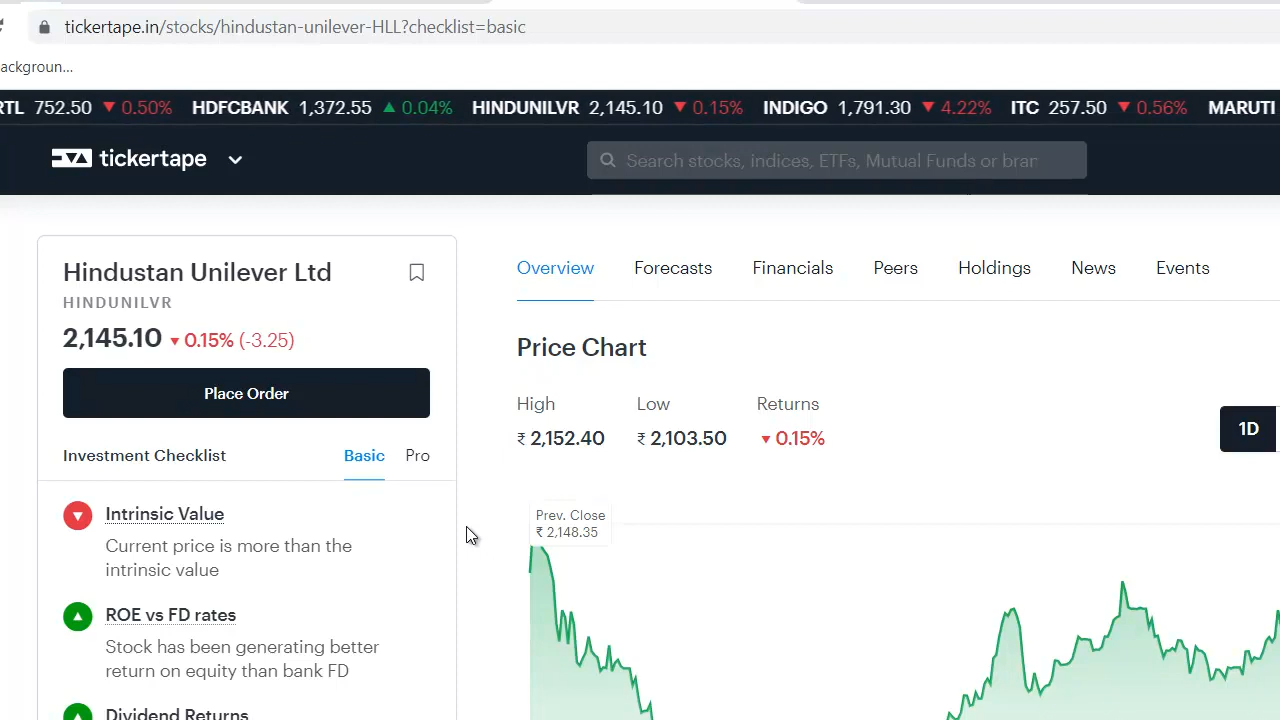 tickertape.in/stocks/hindustan-unilever-HLL?checklist=basic
ackgroun...
RTL 752.50 ▼ 0.50% HDFCBANK 1,372.55 ▲ 0.04% HINDUNILVR 2,145.10 ▼ 0.15% INDIGO 1,791.30 ▼ 4.22% ITC 257.50 ▼ 0.56% MARUTI
tickertape
Search stocks, indices, ETFs, Mutual Funds or bran
Hindustan Unilever Ltd
HINDUNILVR
2,145.10 ▼ 0.15% (-3.25)
Place Order
Investment Checklist Basic Pro
Intrinsic Value
Current price is more than the
intrinsic value
ROE vs FD rates
Stock has been generating better
return on equity than bank FD
Dividend Returns
Overview Forecasts Financials Peers Holdings News Events
Price Chart
High Low Returns
₹ 2,152.40 ₹ 2,103.50 ▼ 0.15%
1D
Prev. Close
₹ 2,148.35